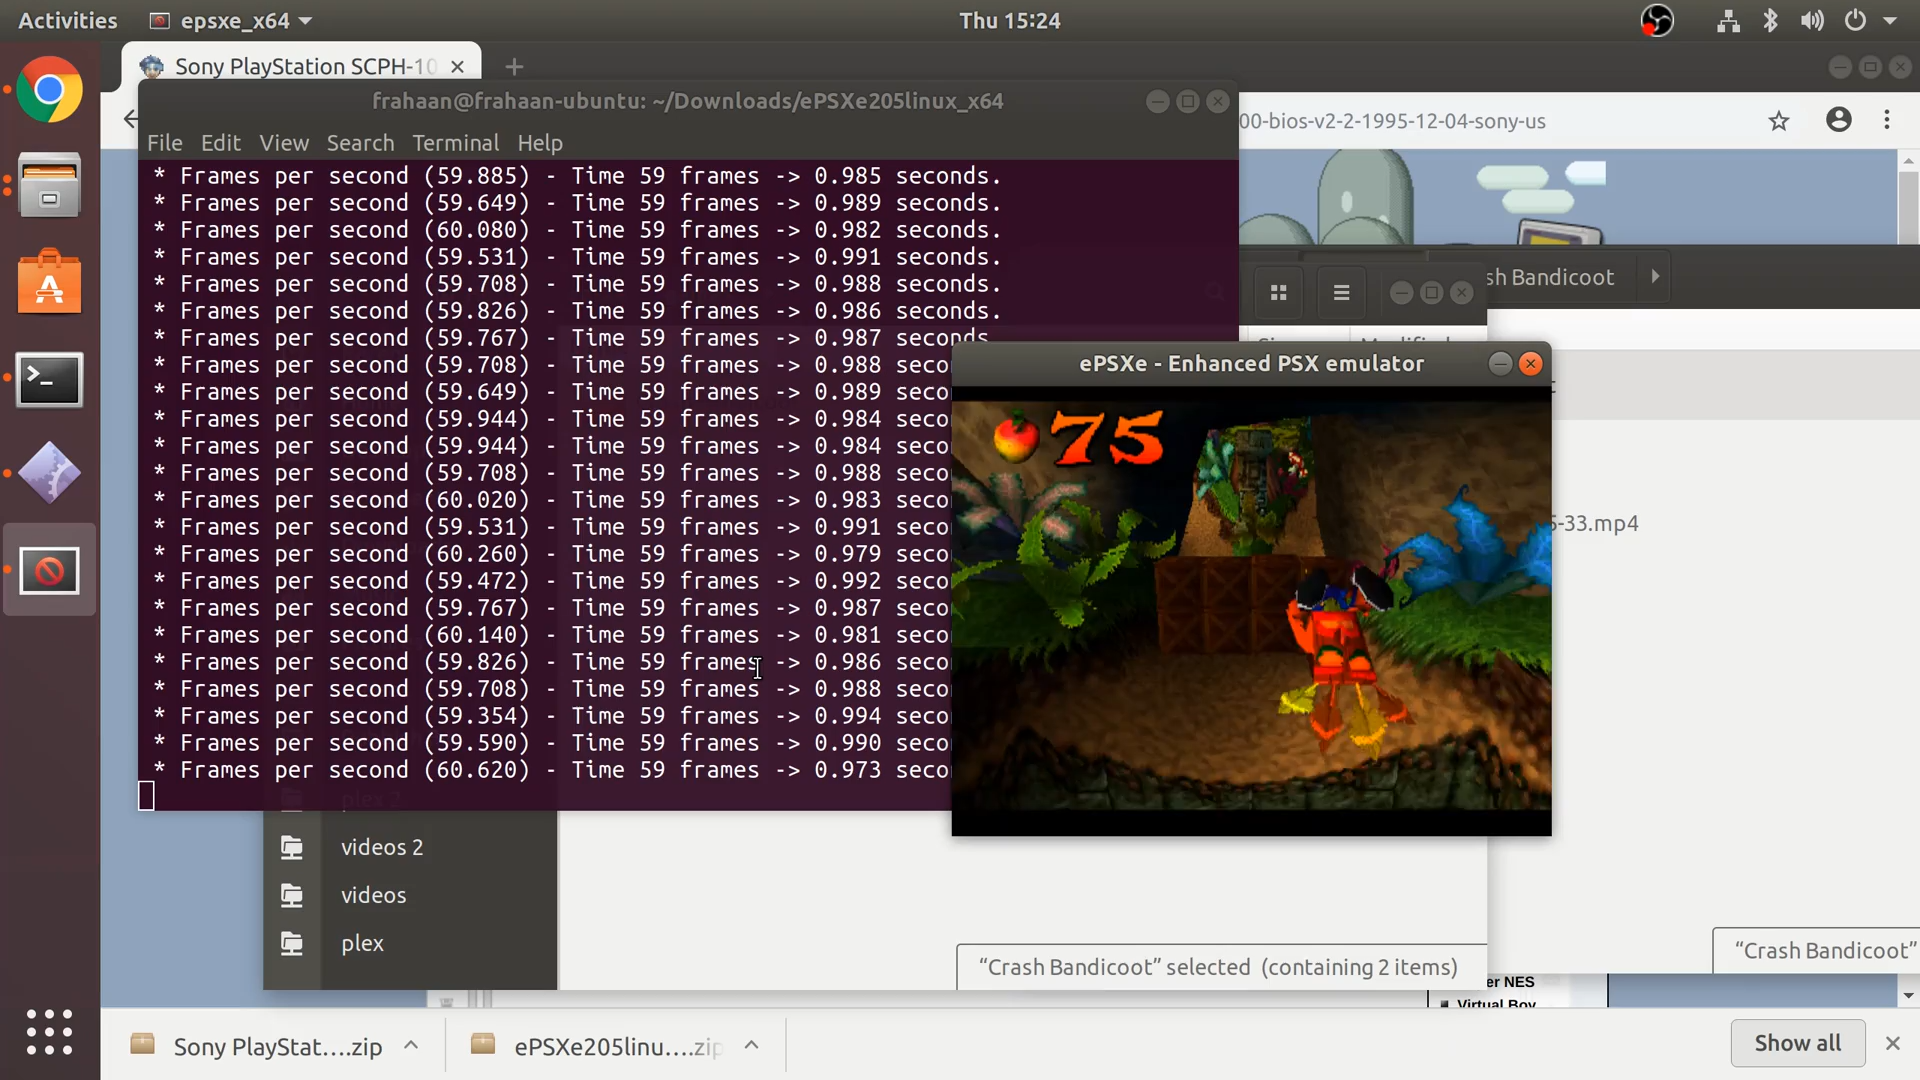 Activities
epsxe_x64
Thu 15:24
Sony PlayStation SCPH-10
00-bios-v2-2-1995-12-04-sony-us
frahaan@frahaan-ubuntu: ~/Downloads/ePSXe205linux_x64
File Edit View Search Terminal Help
* Frames per second (59.885) - Time 59 frames -> 0.985 seconds.
* Frames per second (59.649) - Time 59 frames -> 0.989 seconds.
* Frames per second (60.080) - Time 59 frames -> 0.982 seconds.
* Frames per second (59.531) - Time 59 frames -> 0.991 seconds.
* Frames per second (59.708) - Time 59 frames -> 0.988 seconds.
* Frames per second (59.826) - Time 59 frames -> 0.986 seconds.
* Frames per second (59.767) - Time 59 frames -> 0.987 seconds.
* Frames per second (59.708) - Time 59 frames -> 0.988 seco
* Frames per second (59.649) - Time 59 frames -> 0.989 seco
* Frames per second (59.944) - Time 59 frames -> 0.984 seco
* Frames per second (59.944) - Time 59 frames -> 0.984 seco
* Frames per second (59.708) - Time 59 frames -> 0.988 seco
* Frames per second (60.020) - Time 59 frames -> 0.983 seco
* Frames per second (59.531) - Time 59 frames -> 0.991 seco
* Frames per second (60.260) - Time 59 frames -> 0.979 seco
* Frames per second (59.472) - Time 59 frames -> 0.992 seco
* Frames per second (59.767) - Time 59 frames -> 0.987 seco
* Frames per second (60.140) - Time 59 frames -> 0.981 seco
* Frames per second (59.826) - Time 59 frames -> 0.986 seco
* Frames per second (59.708) - Time 59 frames -> 0.988 seco
* Frames per second (59.354) - Time 59 frames -> 0.994 seco
* Frames per second (59.590) - Time 59 frames -> 0.990 seco
* Frames per second (60.620) - Time 59 frames -> 0.973 seco
sh Bandicoot
ePSXe - Enhanced PSX emulator
75
5-33.mp4
plex 2
videos 2
videos
plex
“Crash Bandicoot” selected (containing 2 items)
“Crash Bandicoot”
er NES
Virtual Boy
Sony PlayStat....zip
ePSXe205linu....zip
Show all